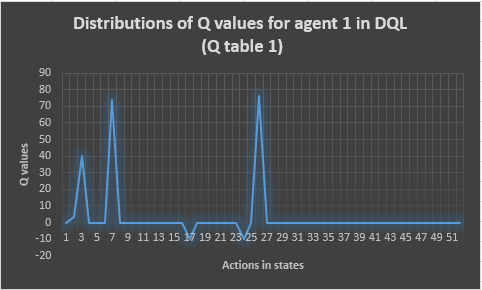 Distributions of Q values for agent 1 in DQL
(Q table 1)
90
80
70
60
50
40
30
20
10
0
-10
-20
Q values
1 3 5 7 9 11 13 15 17 19 21 23 25 27 29 31 33 35 37 39 41 43 45 47 49 51
Actions in states